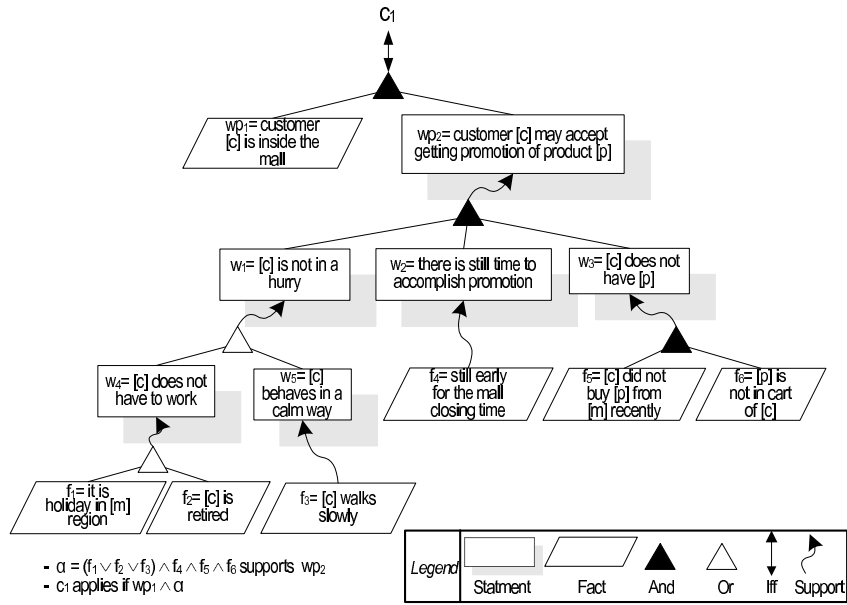 C₁
wp₁= customer
[c] is inside the
mall
wp₂= customer [c] may accept
getting promotion of product [p]
w₁= [c] is not in a
hurry
w₂= there is still time to
accomplish promotion
w₃= [c] does not
have [p]
w₄= [c] does not
have to work
w₅= [c]
behaves in a
calm way
f₄= still early
for the mall
closing time
f₅= [c] did not
buy [p] from
[m] recently
f₆= [p] is
not in cart
of [c]
f₁= it is
holiday in [m]
region
f₂= [c] is
retired
f₃= [c] walks
slowly
- α = (f₁ ∨ f₂ ∨ f₃) ∧ f₄ ∧ f₅ ∧ f₆ supports wp₂
- c₁ applies if wp₁ ∧ α
Legend
Statment
Fact
And
Or
Iff
Support